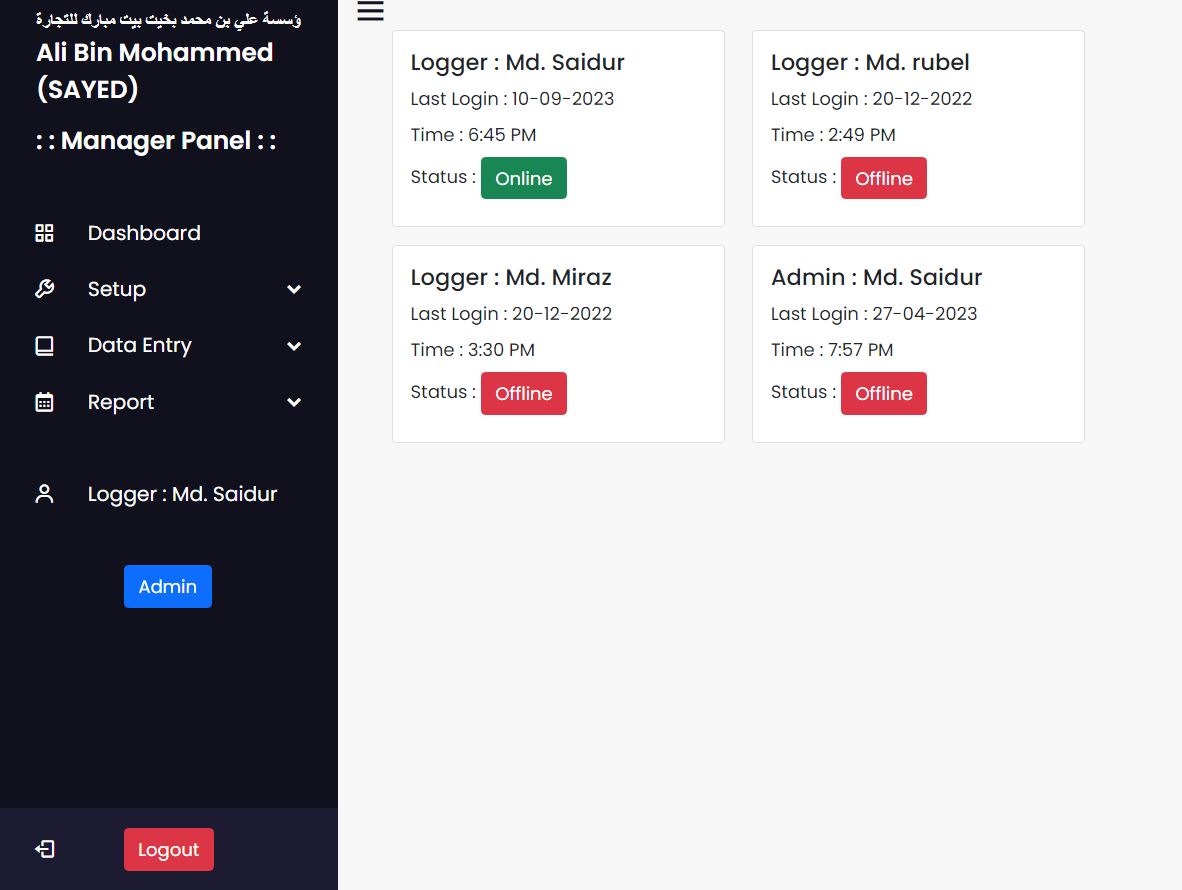 ؤسسة علي بن محمد بخيت بيت مبارك للتجارة
Ali Bin Mohammed
(SAYED)
: : Manager Panel : :
Dashboard
Setup
Data Entry
Report
Logger : Md. Saidur
Admin
Logout
Logger : Md. Saidur
Last Login : 10-09-2023
Time : 6:45 PM
Status : Online
Logger : Md. rubel
Last Login : 20-12-2022
Time : 2:49 PM
Status : Offline
Logger : Md. Miraz
Last Login : 20-12-2022
Time : 3:30 PM
Status : Offline
Admin : Md. Saidur
Last Login : 27-04-2023
Time : 7:57 PM
Status : Offline